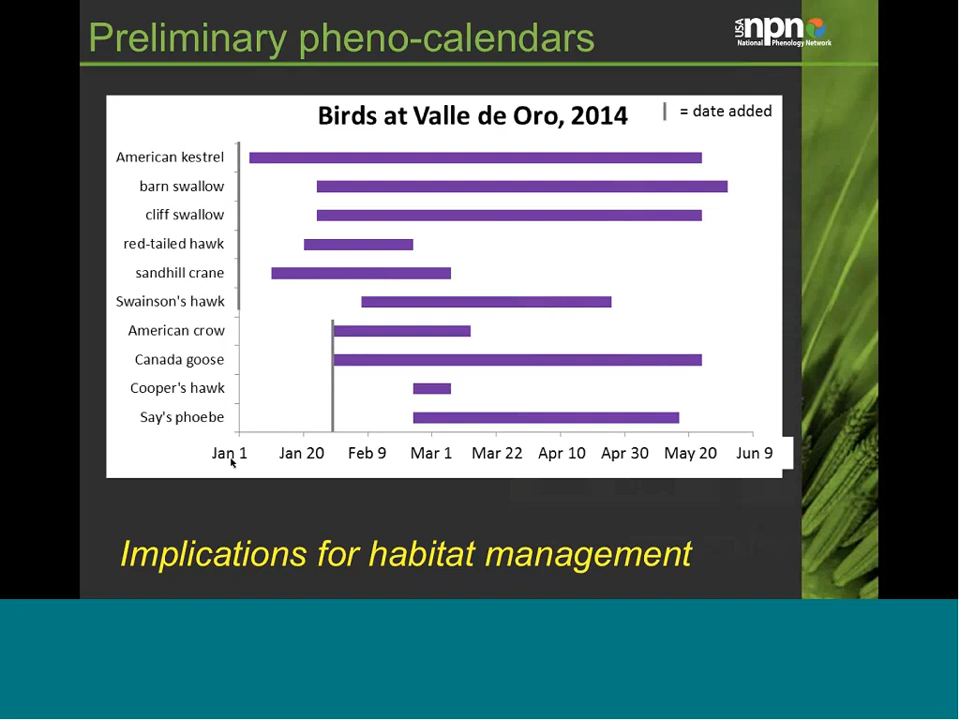 Preliminary pheno-calendars
USA npn
National Phenology Network
Birds at Valle de Oro, 2014
= date added
American kestrel
barn swallow
cliff swallow
red-tailed hawk
sandhill crane
Swainson's hawk
American crow
Canada goose
Cooper's hawk
Say's phoebe
Jan 1 Jan 20 Feb 9 Mar 1 Mar 22 Apr 10 Apr 30 May 20 Jun 9
Implications for habitat management